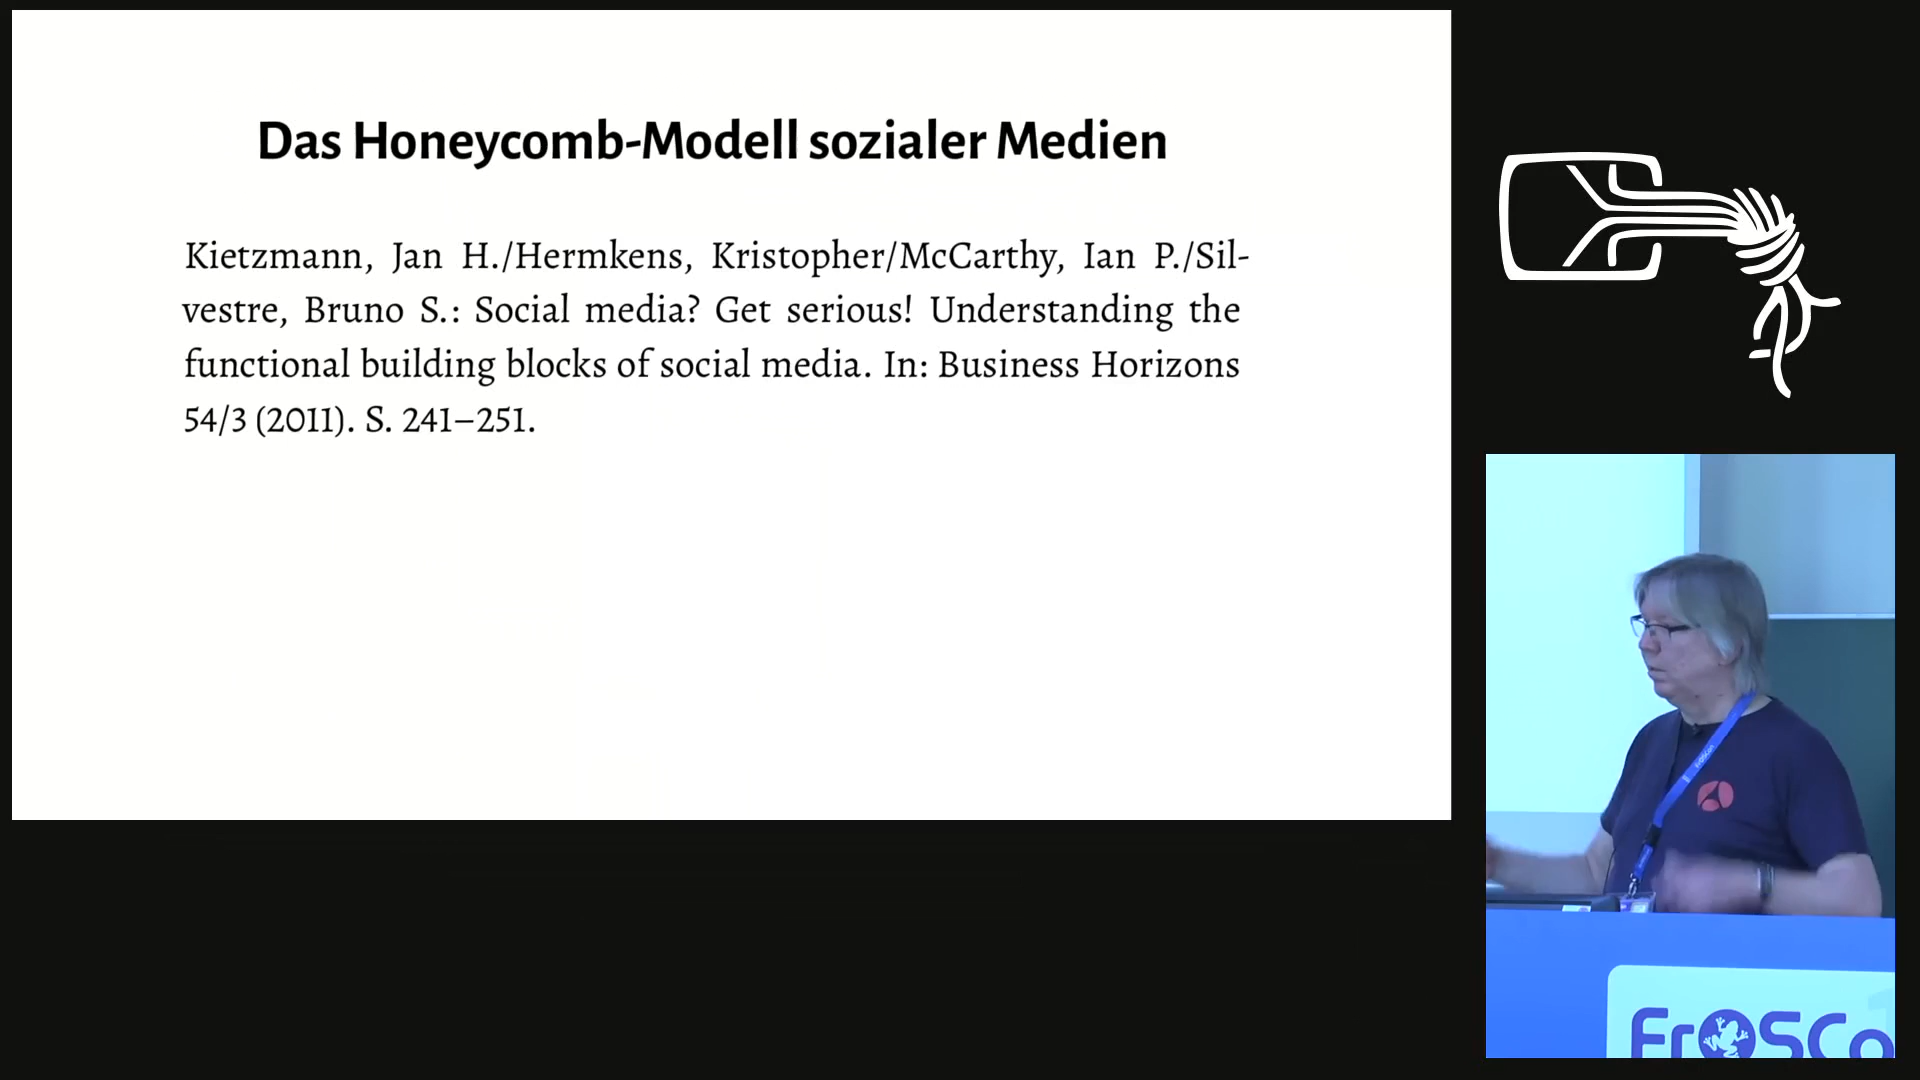 Das Honeycomb-Modell sozialer Medien
Kietzmann, Jan H./Hermkens, Kristopher/McCarthy, Ian P./Sil-
vestre, Bruno S.: Social media? Get serious! Understanding the
functional building blocks of social media. In: Business Horizons
54/3 (2011). S. 241–251.
FrOSCo